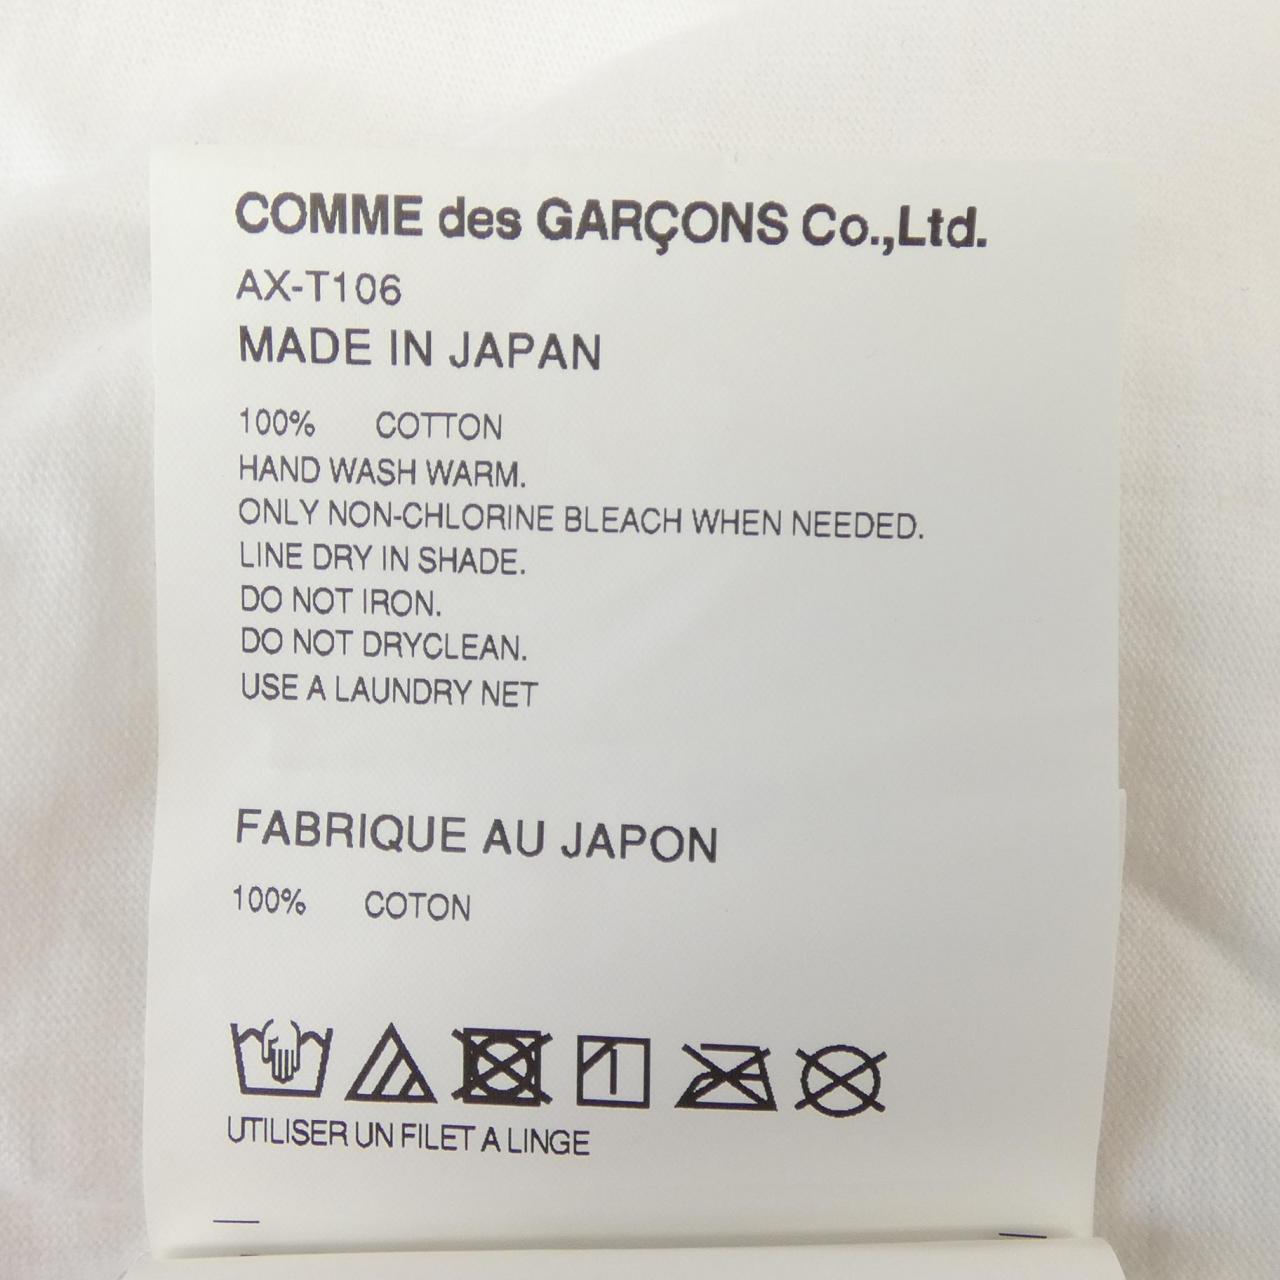 COMME des GARÇONS Co.,Ltd.
AX-T106
MADE IN JAPAN
100% COTTON
HAND WASH WARM.
ONLY NON-CHLORINE BLEACH WHEN NEEDED.
LINE DRY IN SHADE.
DO NOT IRON.
DO NOT DRYCLEAN.
USE A LAUNDRY NET
FABRIQUE AU JAPON
100% COTON
UTILISER UN FILET A LINGE